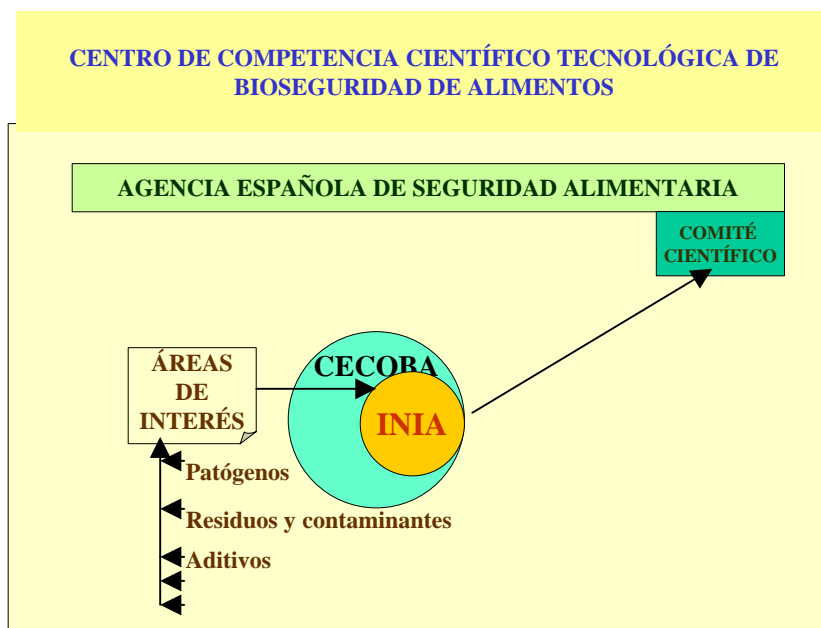 CENTRO DE COMPETENCIA CIENTÍFICO TECNOLÓGICA DE
BIOSEGURIDAD DE ALIMENTOS
AGENCIA ESPAÑOLA DE SEGURIDAD ALIMENTARIA
COMITÉ
CIENTÍFICO
ÁREAS
DE
INTERÉS
CECOBA
INIA
Patógenos
Residuos y contaminantes
Aditivos